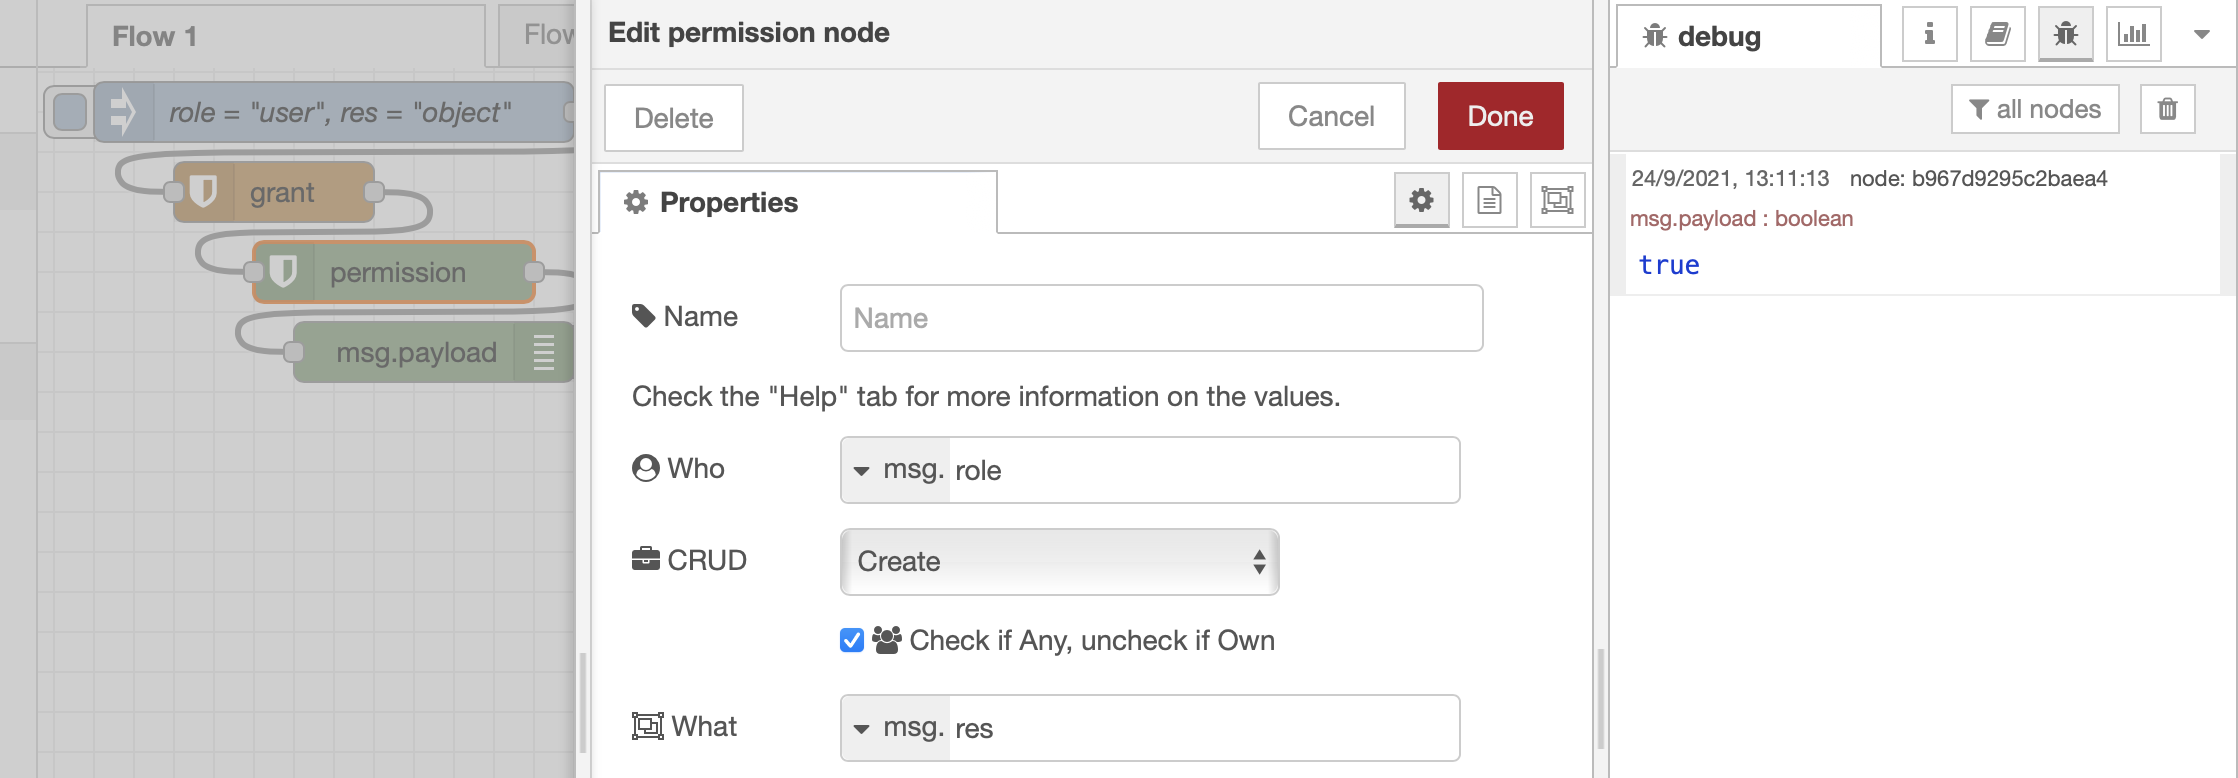 Flow 1
Flow
role = "user", res = "object"
grant
permission
msg.payload
Edit permission node
Delete
Cancel
Done
Properties
Name
Name
Check the "Help" tab for more information on the values.
Who
msg. role
CRUD
Create
Check if Any, uncheck if Own
What
msg. res
debug
all nodes
24/9/2021, 13:11:13 node: b967d9295c2baea4
msg.payload : boolean
true